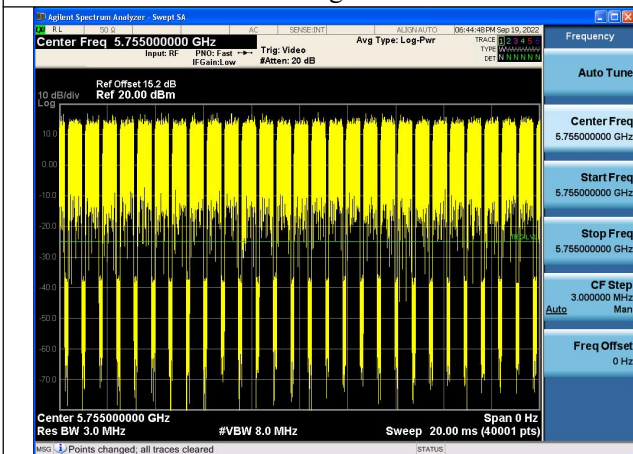 Agilent Spectrum Analyzer - Swept SA
RL 50 Ω AC SENSE:INT ALIGN AUTO 06:44:48 PM Sep 19, 2022
Center Freq 5.755000000 GHz
Input: RF PNO: Fast IFGain:Low
Trig: Video #Atten: 20 dB
Avg Type: Log-Pwr
TRACE 1 2 3 4 5 6
TYPE
DET N N N N N N
Ref Offset 15.2 dB
10 dB/div Ref 20.00 dBm
Log
10.0
0.00
-10.0
-20.0
-30.0
-40.0
-50.0
-60.0
-70.0
Center 5.755000000 GHz Span 0 Hz
Res BW 3.0 MHz #VBW 8.0 MHz Sweep 20.00 ms (40001 pts)
MSG Points changed; all traces cleared STATUS
Frequency
Auto Tune
Center Freq
5.755000000 GHz
Start Freq
5.755000000 GHz
Stop Freq
5.755000000 GHz
CF Step
3.000000 MHz
Auto Man
Freq Offset
0 Hz